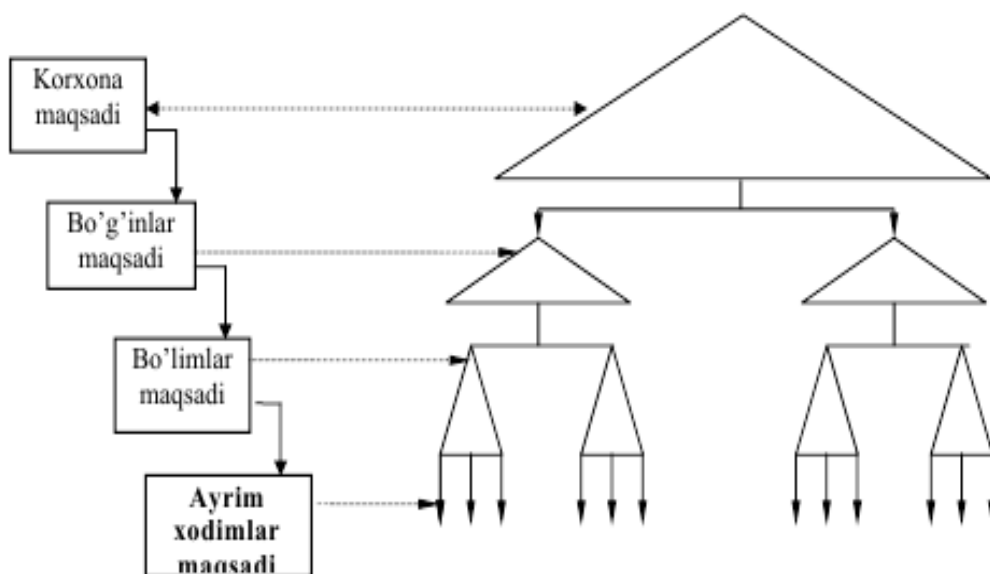 Korxona
maqsadi
Bo’g’inlar
maqsadi
Bo’limlar
maqsadi
Ayrim
xodimlar
maqsadi